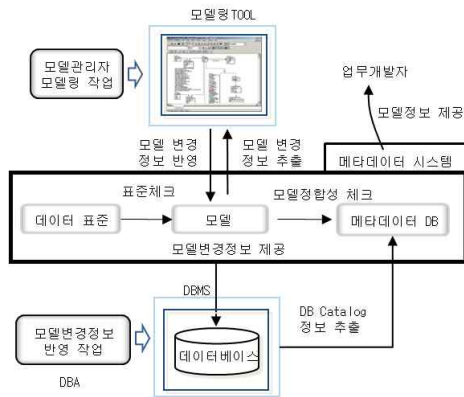 모델링TOOL
모델관리자
모델링 작업
업무개발자
모델 변경
정보 반영
모델 변경
정보 추출
모델정보 제공
메타데이터 시스템
표준체크
모델정합성 체크
데이터 표준
모델
메타데이터 DB
모델변경정보 제공
DBMS
DB Catalog
정보 추출
모델변경정보
반영 작업
데이터베이스
DBA